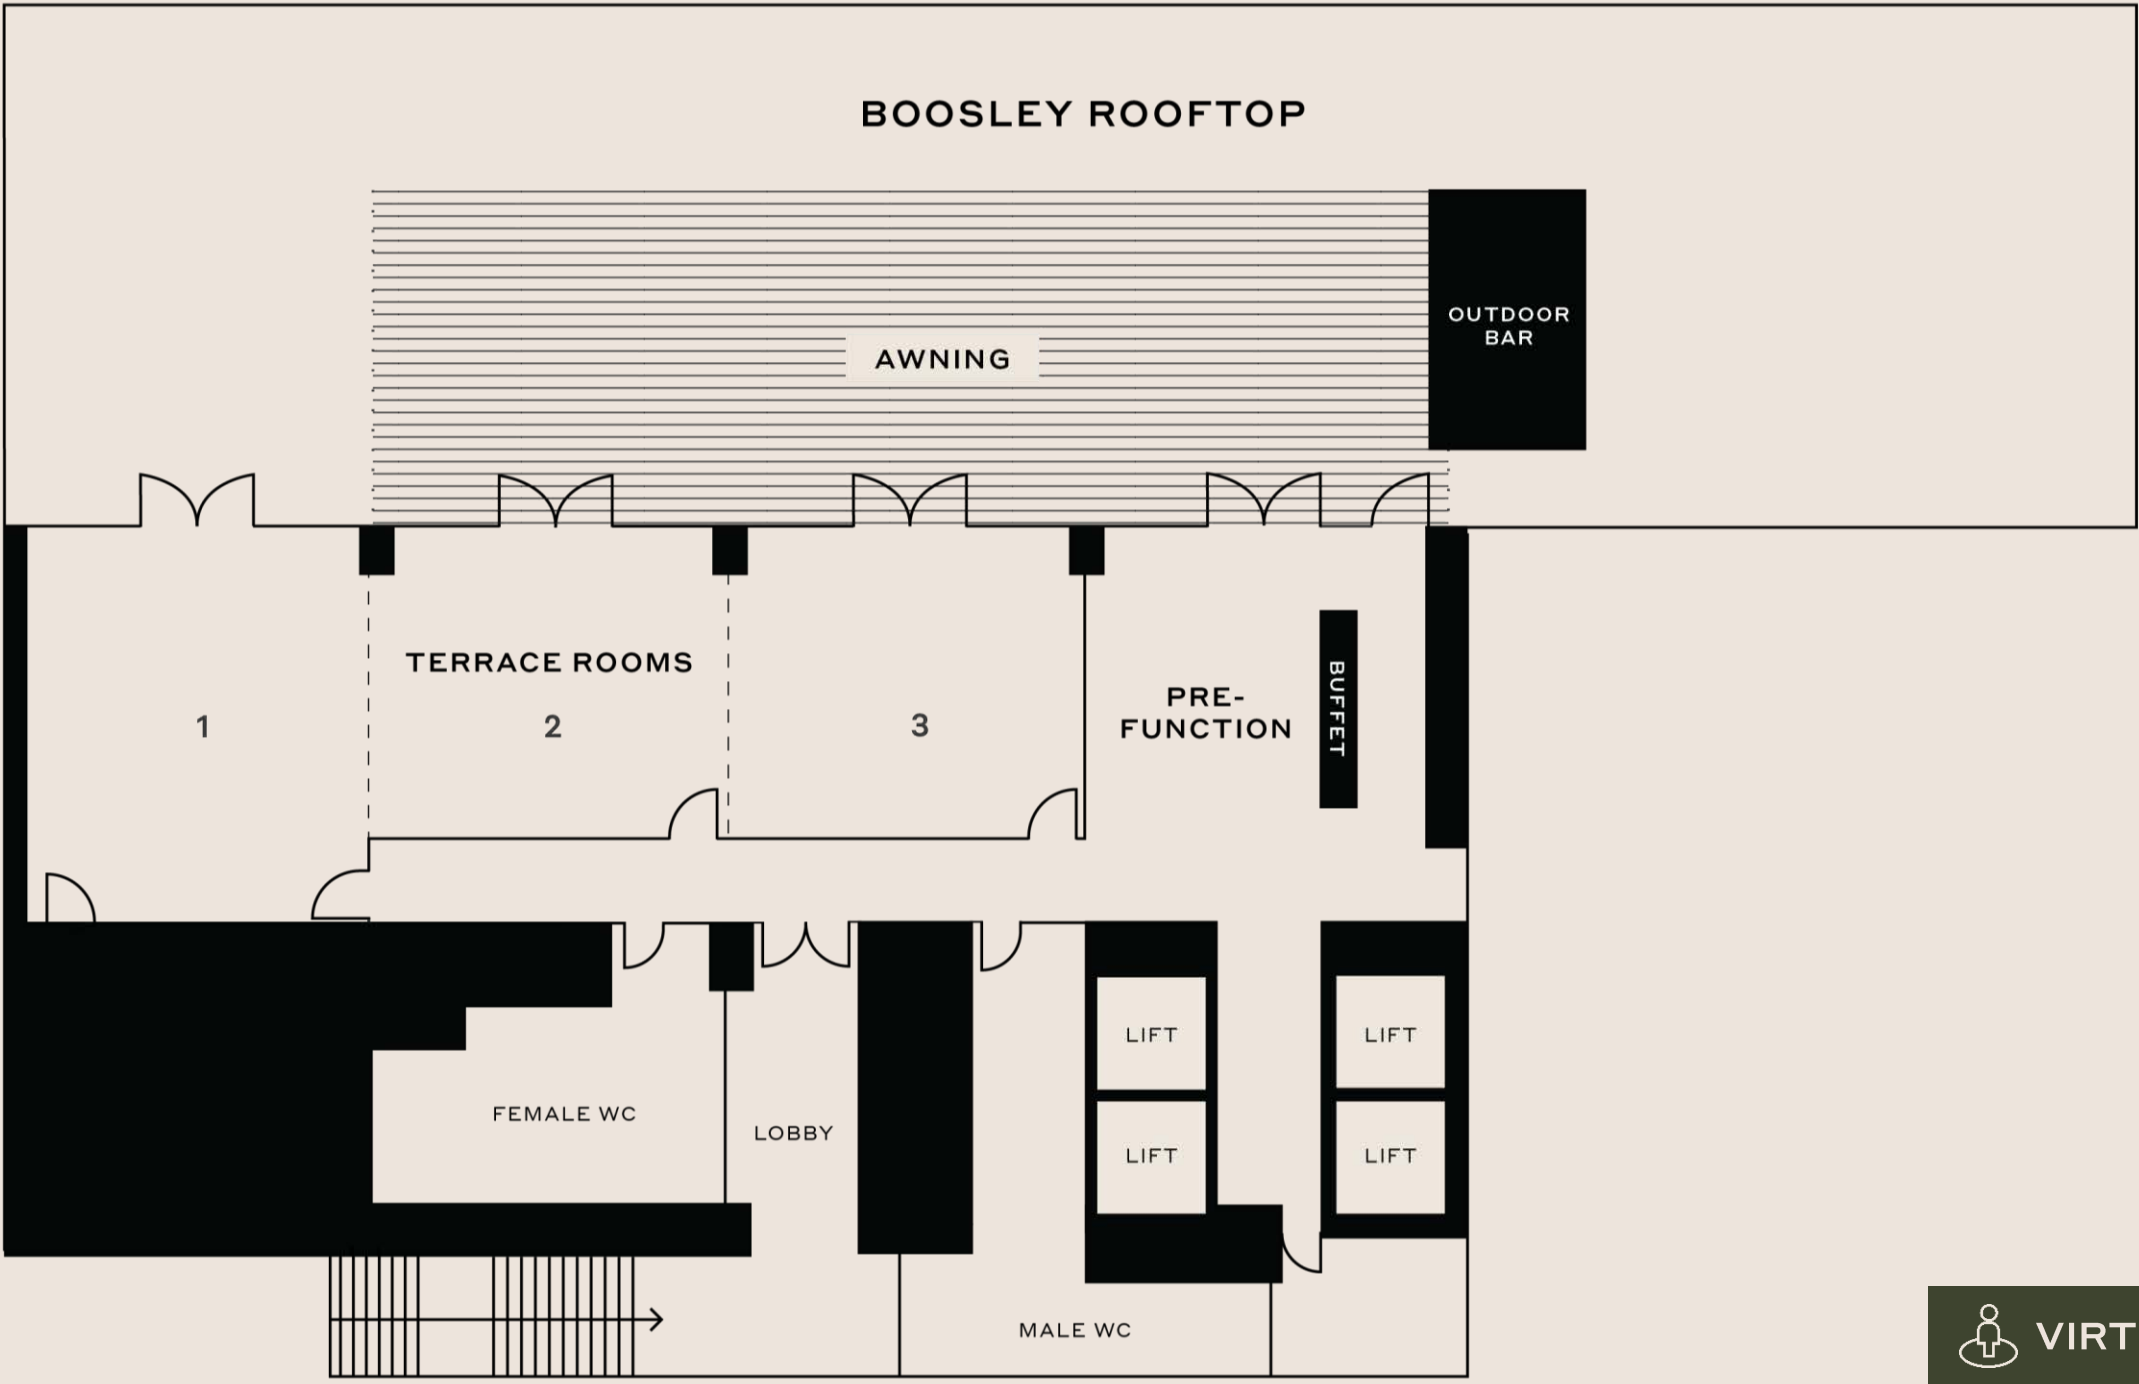 BOOSLEY ROOFTOP
OUTDOOR
BAR
AWNING
TERRACE ROOMS
1
2
3
PRE-
FUNCTION
BUFFET
LIFT
LIFT
FEMALE WC
LOBBY
LIFT
LIFT
MALE WC
VIRT